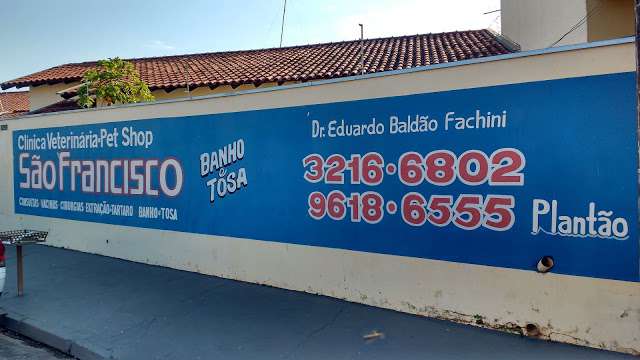 Clínica Veterinária-Pet Shop
São Francisco
CONSULTAS-VACINAS-CIRURGIAS-EXTRAÇÃO-TARTARO BANHO-TOSA
BANHO
e
TOSA
Dr. Eduardo Baldão Fachini
3216-6802
9618-6555 Plantão